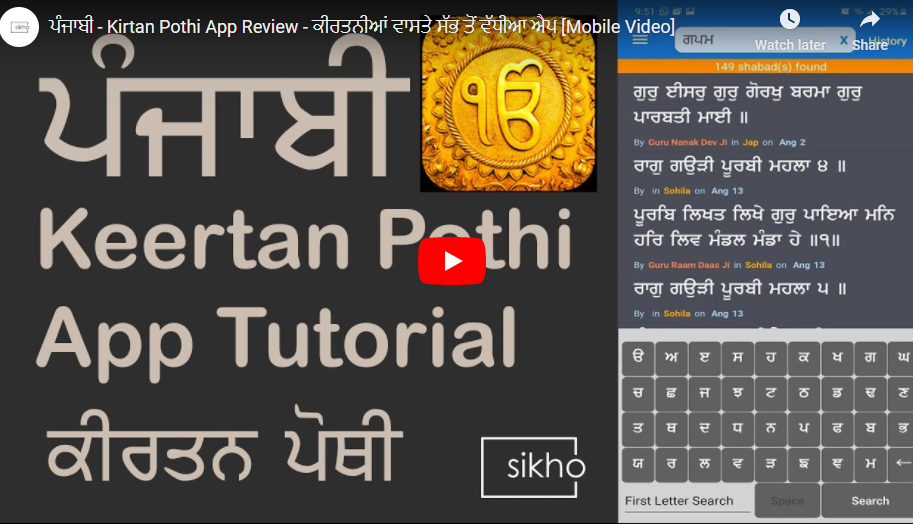 sikho
ਪੰਜਾਬੀ - Kirtan Pothi App Review - ਕੀਰਤਨੀਆਂ ਵਾਸਤੇ ਸੱਭ ਤੋਂ ਵੱਧੀਆ ਐਪ [Mobile Video]
Watch later
Share
ਪੰਜਾਬੀ
ੴ
Keertan Pothi
App Tutorial
ਕੀਰਤਨ ਪੋਥੀ
sikho
9:51
29%
ਗਪਮ X History
149 shabad(s) found
ਗੁਰੁ ਈਸਰੁ ਗੁਰੁ ਗੋਰਖੁ ਬਰਮਾ ਗੁਰੁ
ਪਾਰਬਤੀ ਮਾਈ ॥
By Guru Nanak Dev Ji in Jap on Ang 2
ਰਾਗੁ ਗਉੜੀ ਪੂਰਬੀ ਮਹਲਾ ੪ ॥
By in Sohila on Ang 13
ਪੂਰਬਿ ਲਿਖਤ ਲਿਖੇ ਗੁਰੁ ਪਾਇਆ ਮਨਿ
ਹਰਿ ਲਿਵ ਮੰਡਲ ਮੰਡਾ ਹੇ ॥੧॥
By Guru Raam Daas Ji in Sohila on Ang 13
ਰਾਗੁ ਗਉੜੀ ਪੂਰਬੀ ਮਹਲਾ ੫ ॥
By in Sohila on Ang 13
ੳ ਅ ੲ ਸ ਹ ਕ ਖ ਗ ਘ
ਚ ਛ ਜ ਝ ਟ ਠ ਡ ਢ ਣ
ਤ ਥ ਦ ਧ ਨ ਪ ਫ ਬ ਭ
ਯ ਰ ਲ ਵ ੜ ਙ ਞ ਮ ←
First Letter Search Space Search